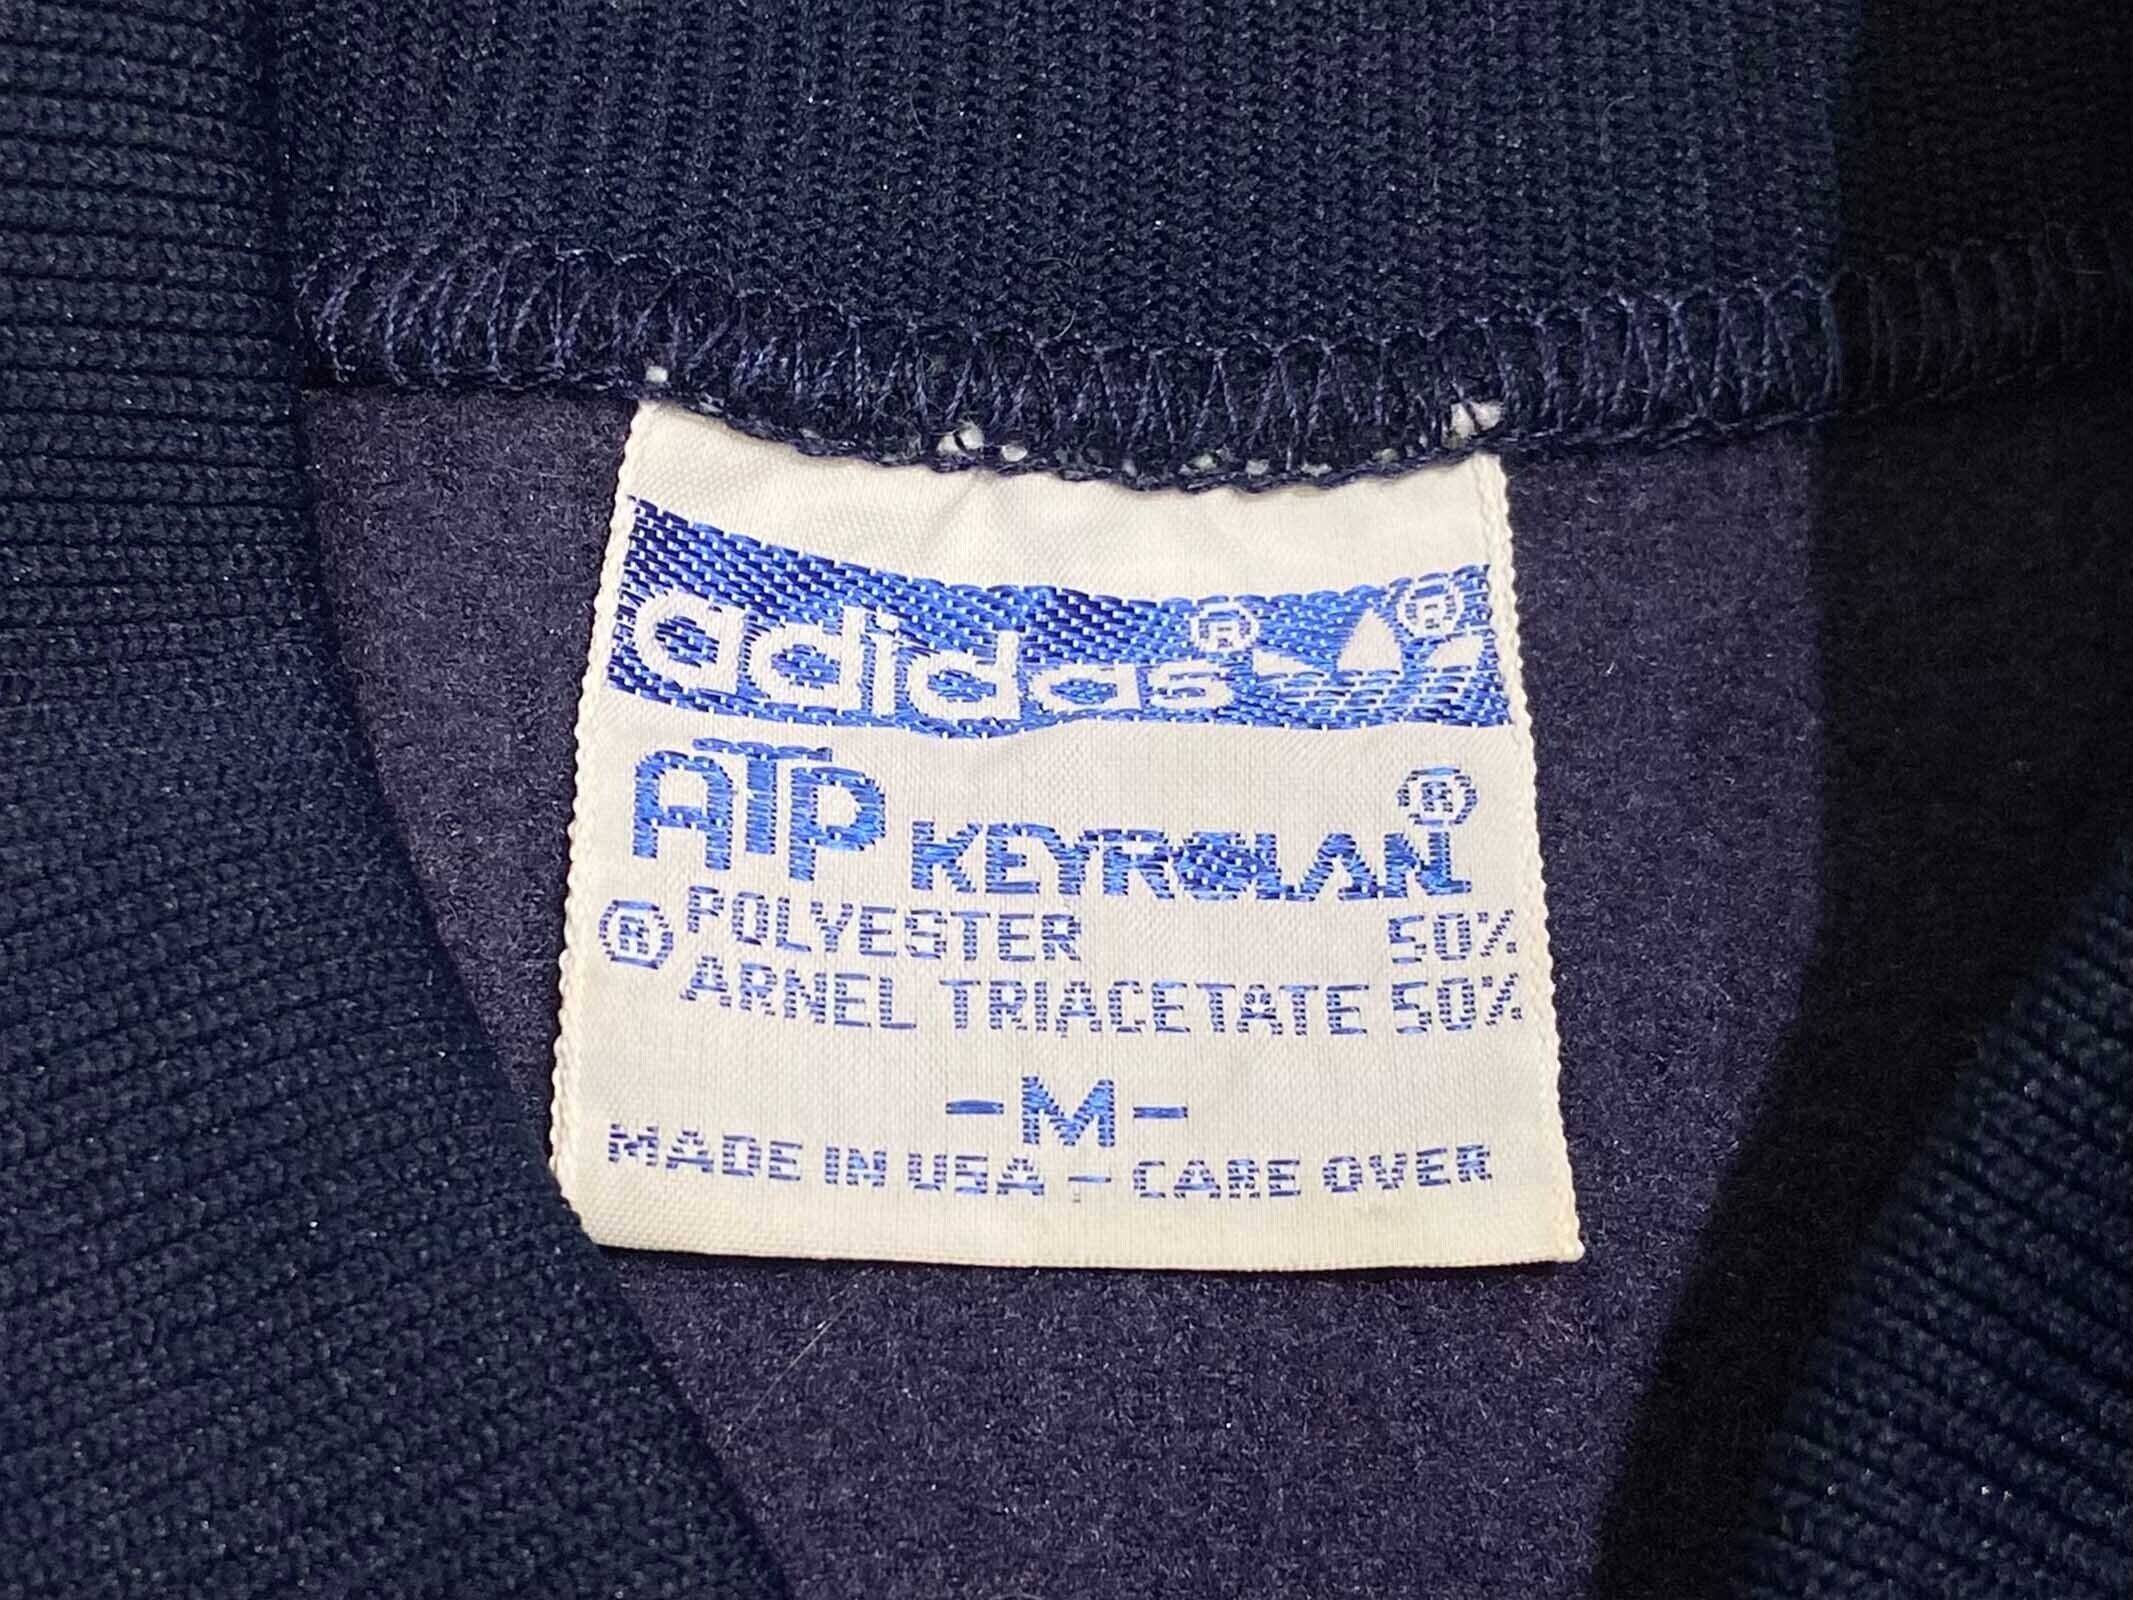 adidas® ®
ATP KEYROLAN®
POLYESTER 50%
® ARNEL TRIACETATE 50%
-M-
MADE IN USA - CARE OVER